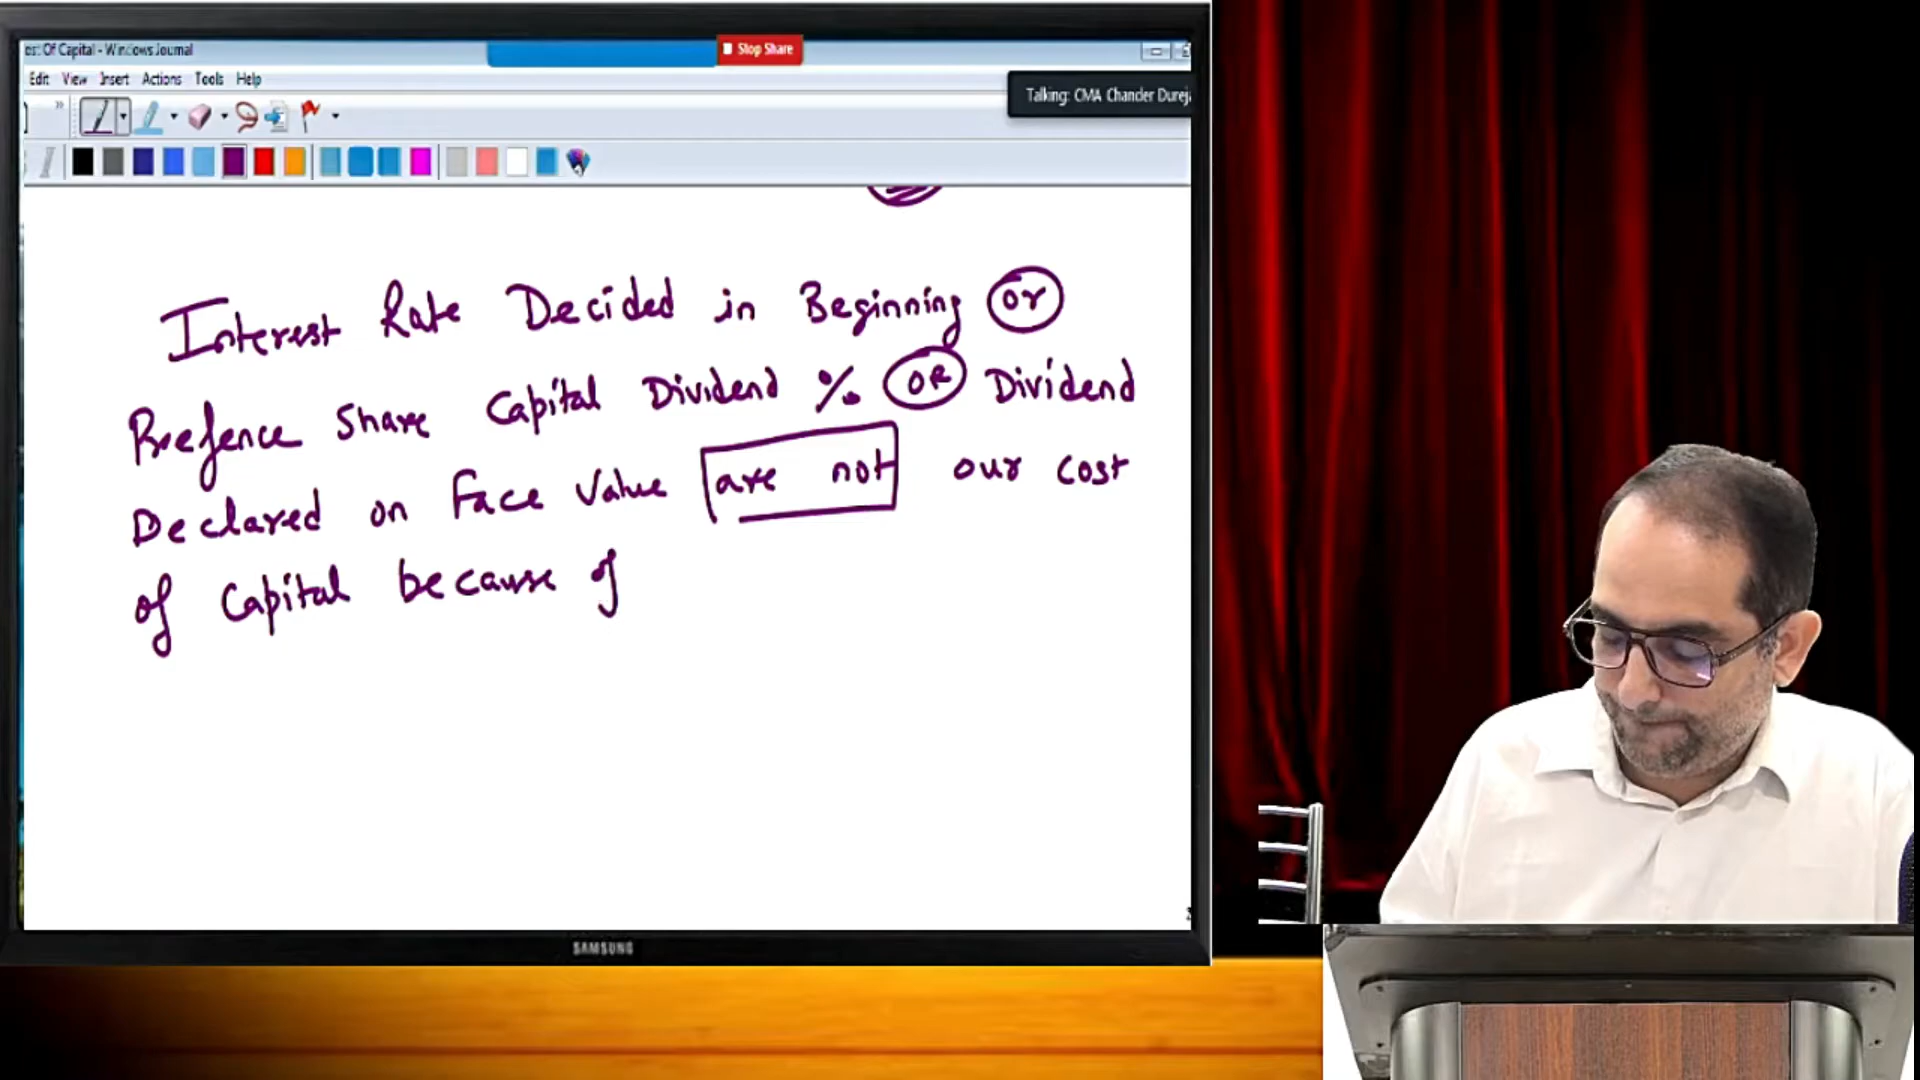 est Of Capital - Windows Journal
Stop Share
Edit View Insert Actions Tools Help
Talking: CMA Chander Dureja
Interest Rate Decided in Beginning or
Prefence Share Capital Dividend % OR Dividend
Declared on Face Value are not our cost
of Capital because of
SAMSUNG